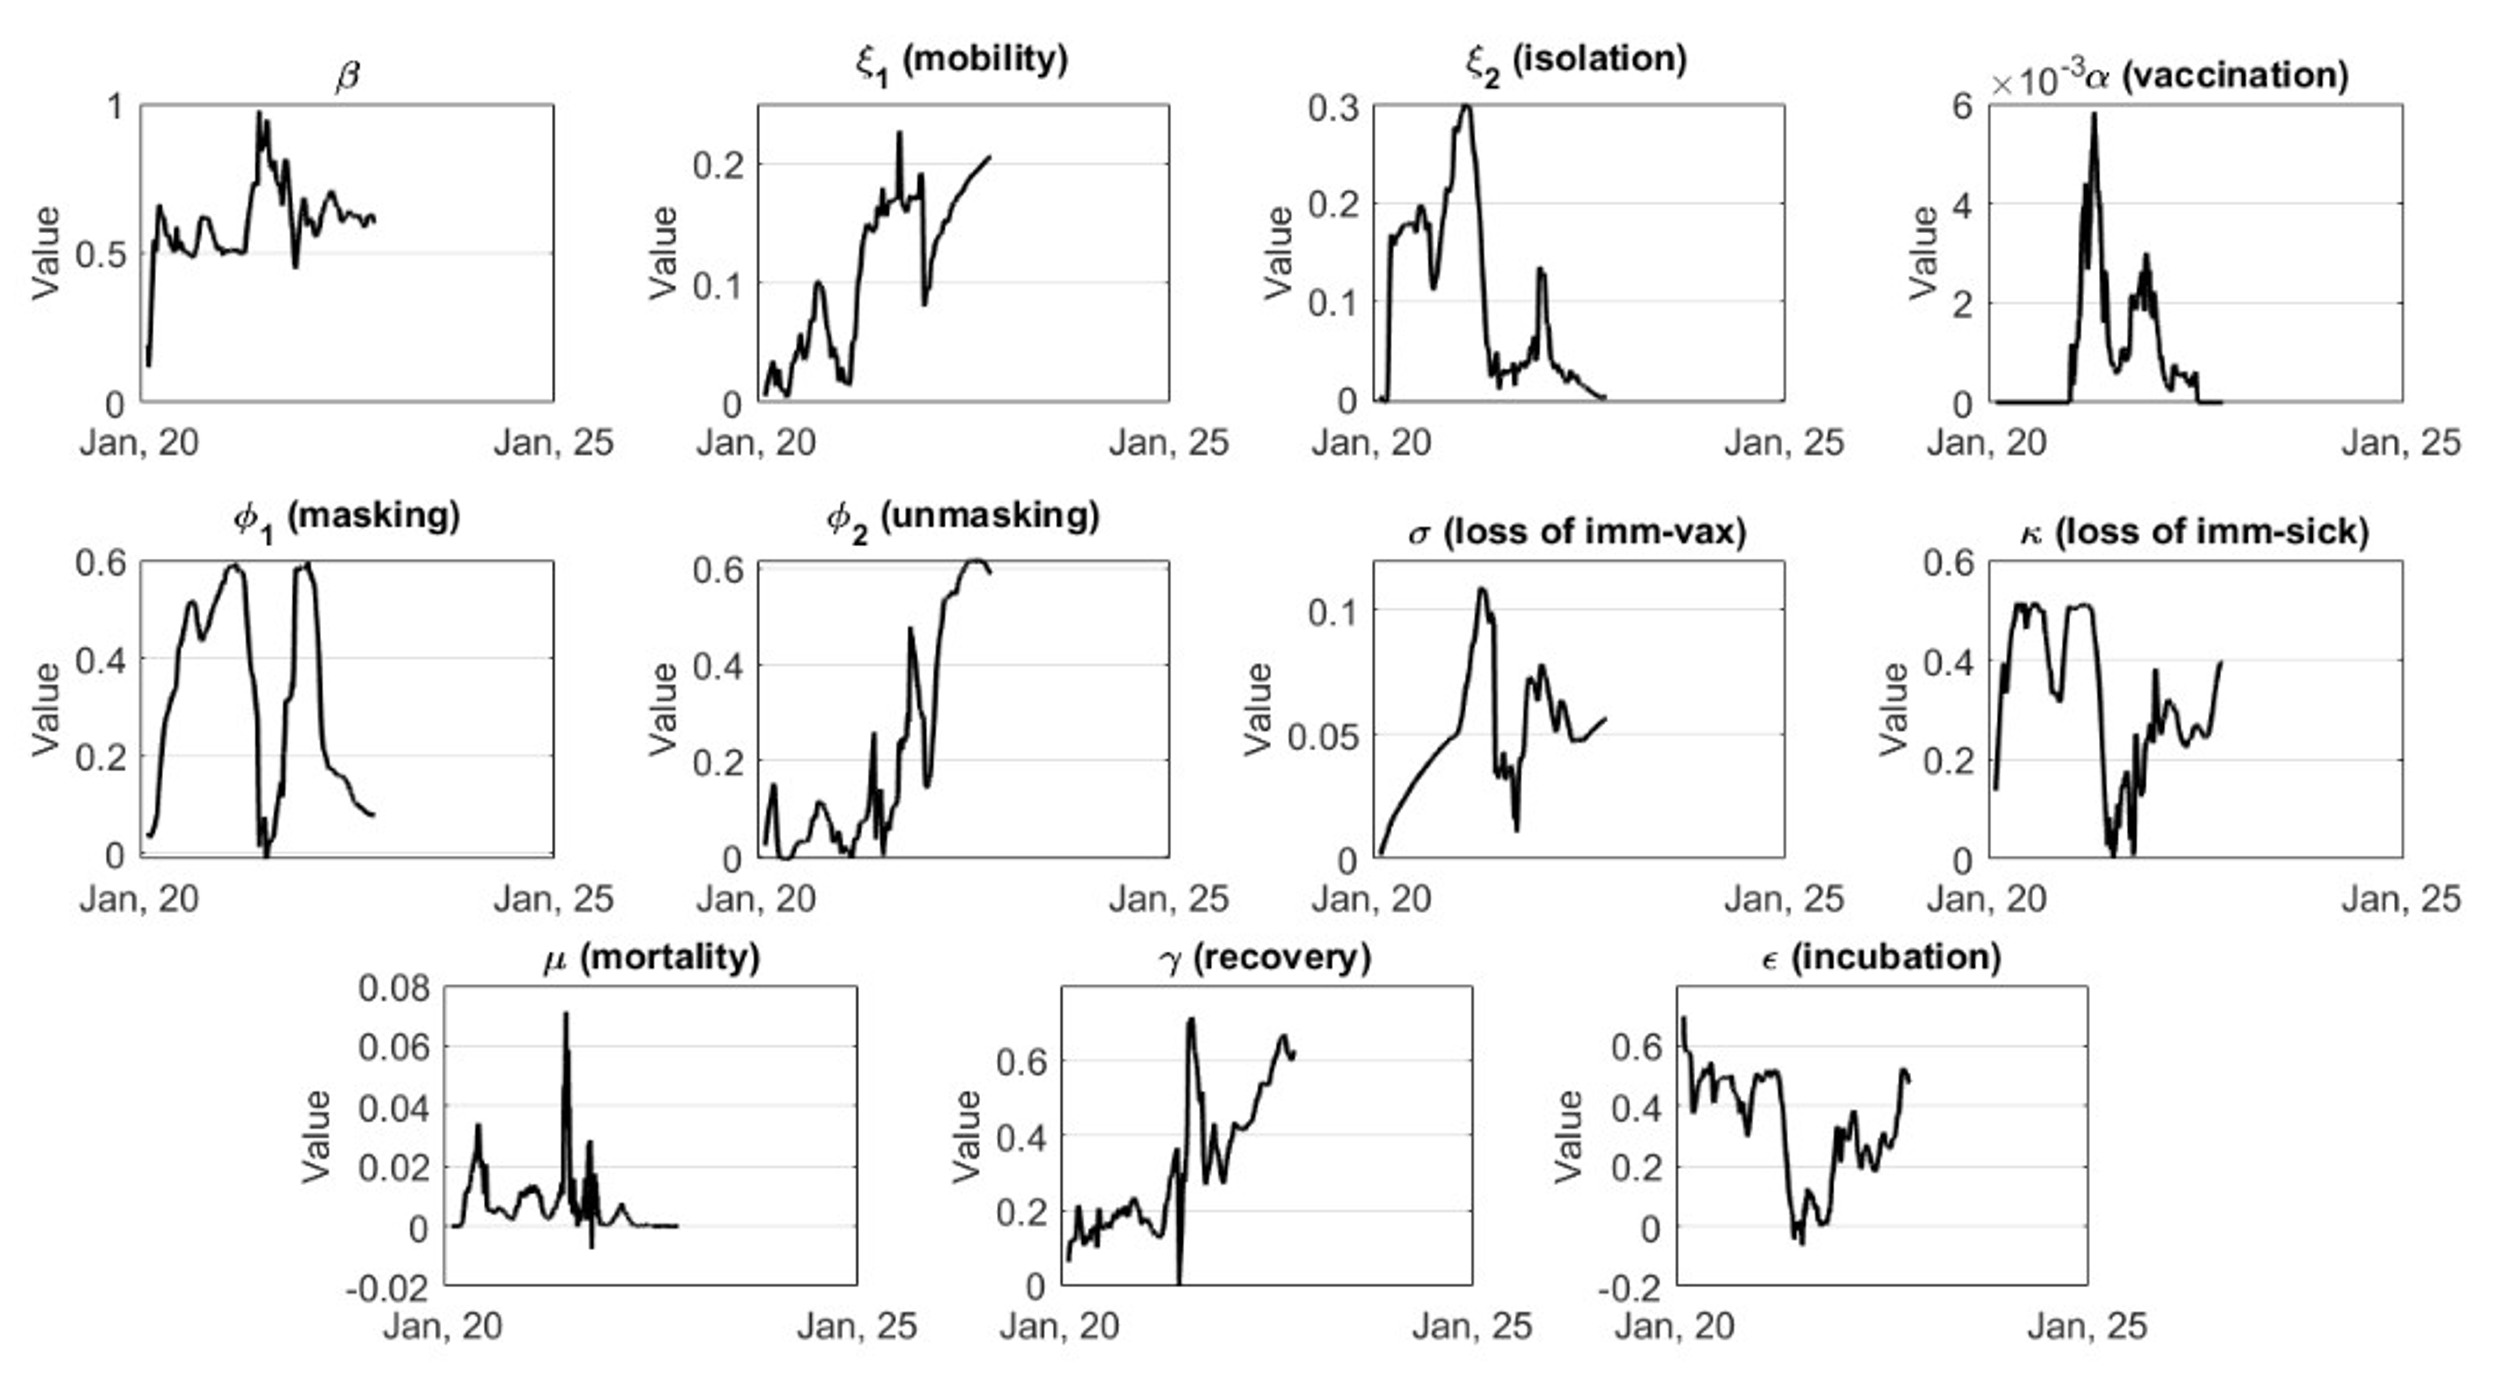 β
1
0.5
0
Value
Jan, 20
Jan, 25
ξ1 (mobility)
0.2
0.1
0
Value
Jan, 20
Jan, 25
ξ2 (isolation)
0.3
0.2
0.1
0
Value
Jan, 20
Jan, 25
×10-3 α (vaccination)
6
4
2
0
Value
Jan, 20
Jan, 25
ϕ1 (masking)
0.6
0.4
0.2
0
Value
Jan, 20
Jan, 25
ϕ2 (unmasking)
0.6
0.4
0.2
0
Value
Jan, 20
Jan, 25
σ (loss of imm-vax)
0.1
0.05
0
Value
Jan, 20
Jan, 25
κ (loss of imm-sick)
0.6
0.4
0.2
0
Value
Jan, 20
Jan, 25
μ (mortality)
0.08
0.06
0.04
0.02
0
-0.02
Value
Jan, 20
Jan, 25
γ (recovery)
0.6
0.4
0.2
0
Value
Jan, 20
Jan, 25
ϵ (incubation)
0.6
0.4
0.2
0
-0.2
Value
Jan, 20
Jan, 25